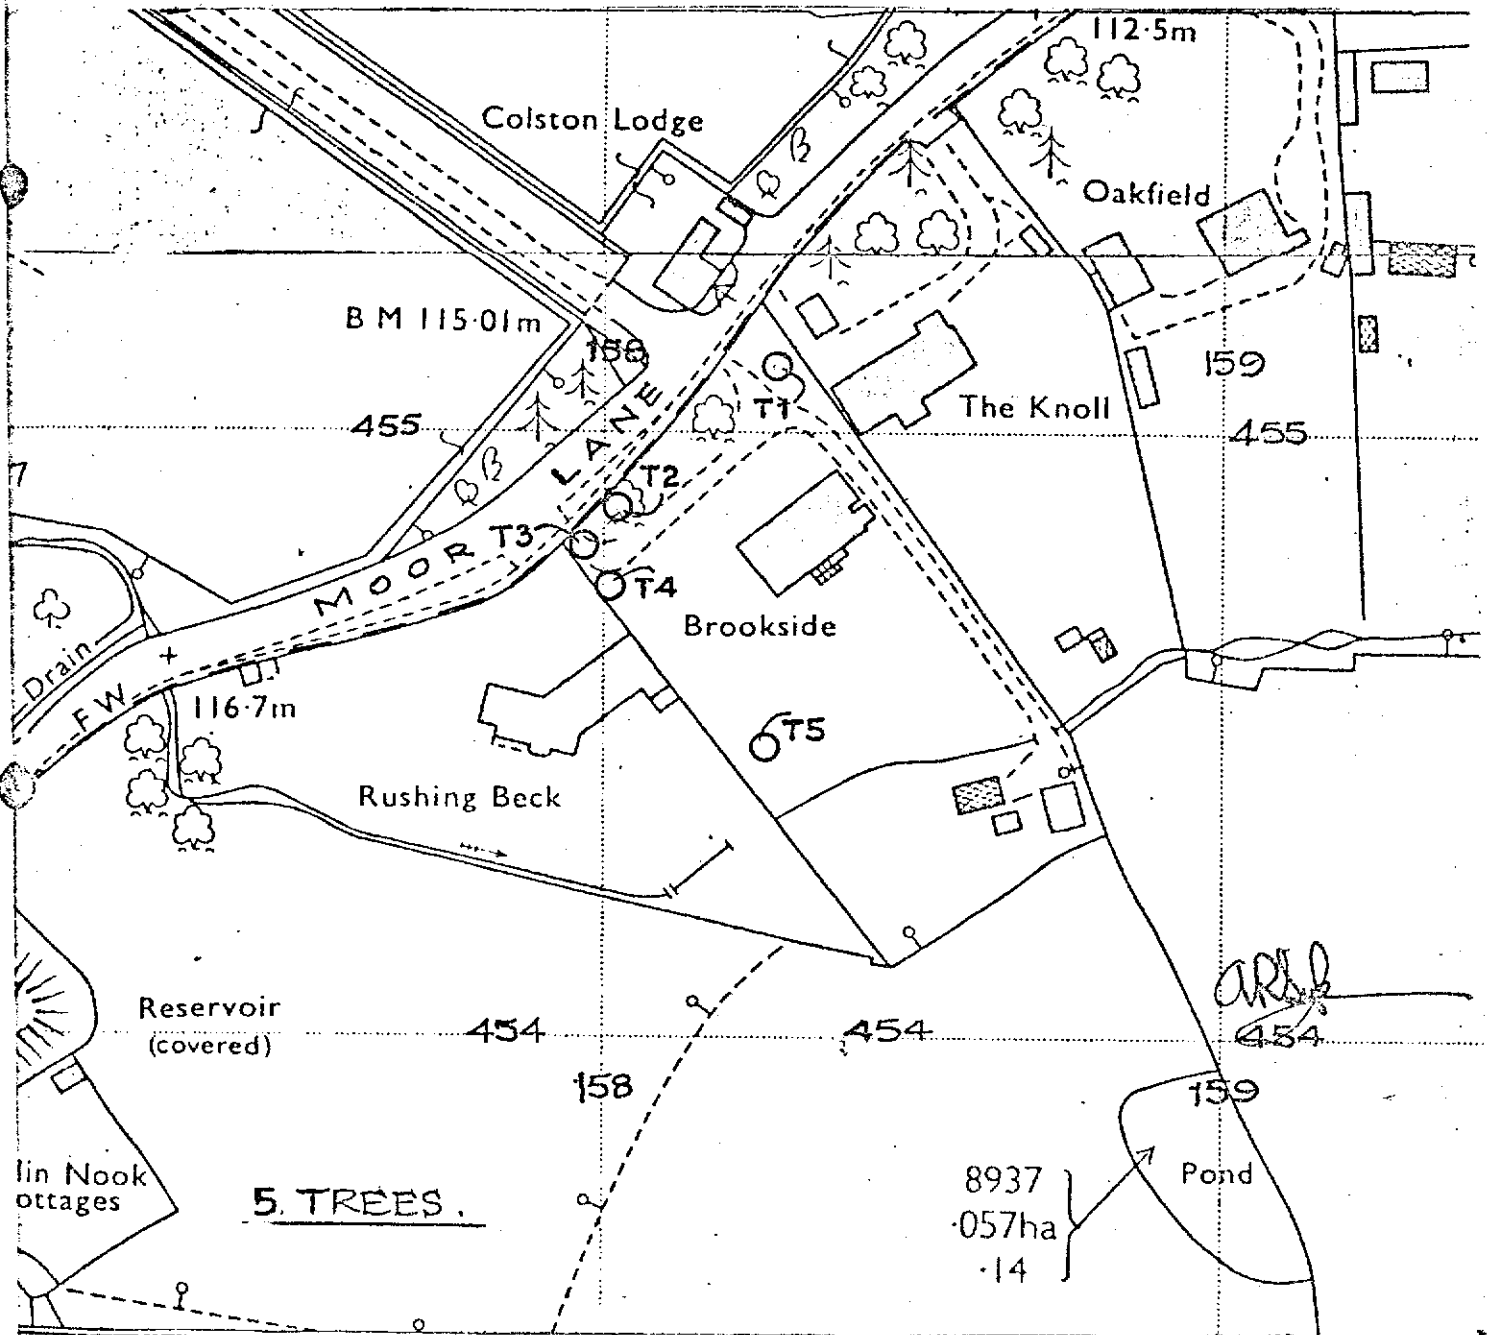 112·5m
Colston Lodge
Oakfield
B M 115·01m
158
159
The Knoll
455
455
T1
T2
T3
T4
T5
MOOR LANE
Brookside
Drain
FW
116·7m
Rushing Beck
Reservoir
(covered)
454
454
454
158
159
lin Nook
ottages
5. TREES.
8937
·057ha
·14
Pond